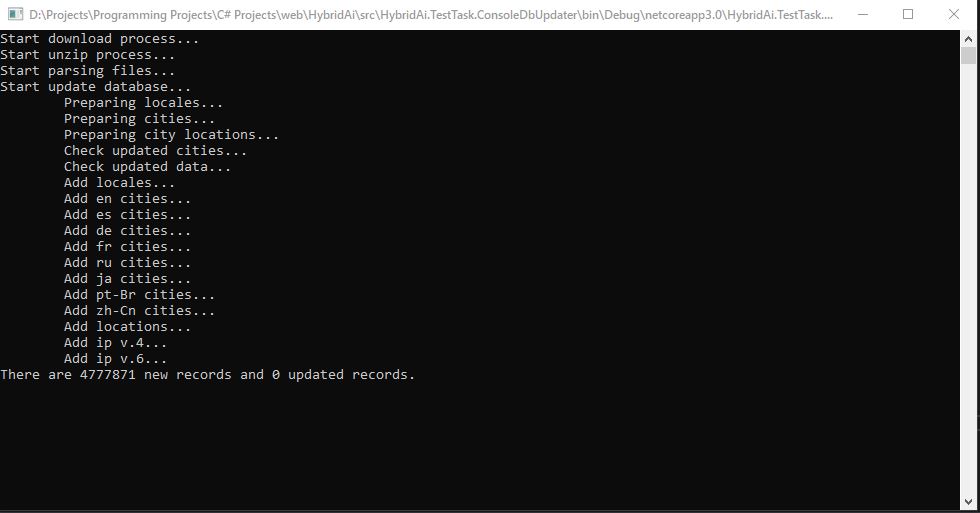 D:\Projects\Programming Projects\C# Projects\web\HybridAi\src\HybridAi.TestTask.ConsoleDbUpdater\bin\Debug\netcoreapp3.0\HybridAi.TestTask....
Start download process...
Start unzip process...
Start parsing files...
Start update database...
Preparing locales...
Preparing cities...
Preparing city locations...
Check updated cities...
Check updated data...
Add locales...
Add en cities...
Add es cities...
Add de cities...
Add fr cities...
Add ru cities...
Add ja cities...
Add pt-Br cities...
Add zh-Cn cities...
Add locations...
Add ip v.4...
Add ip v.6...
There are 4777871 new records and 0 updated records.